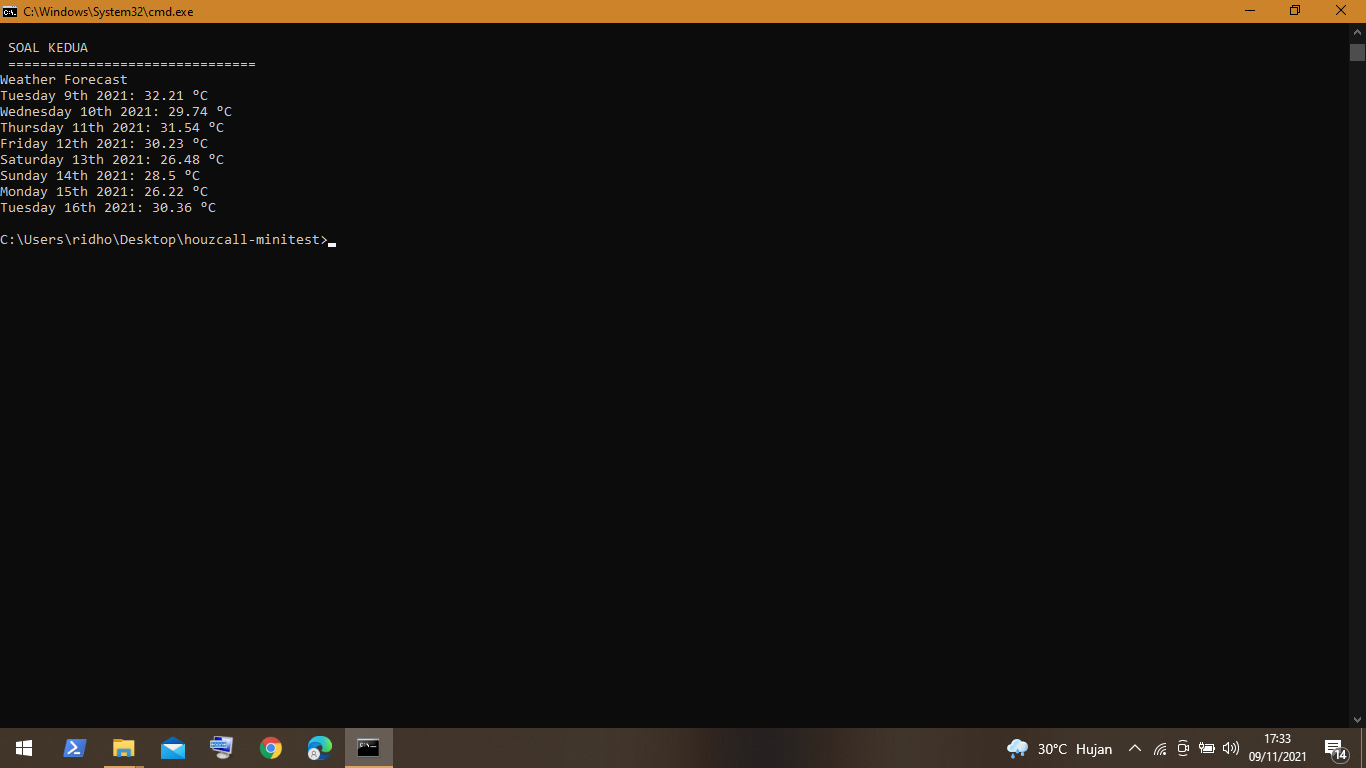 C:\Windows\System32\cmd.exe
SOAL KEDUA
===============================
Weather Forecast
Tuesday 9th 2021: 32.21 °C
Wednesday 10th 2021: 29.74 °C
Thursday 11th 2021: 31.54 °C
Friday 12th 2021: 30.23 °C
Saturday 13th 2021: 26.48 °C
Sunday 14th 2021: 28.5 °C
Monday 15th 2021: 26.22 °C
Tuesday 16th 2021: 30.36 °C
C:\Users\ridho\Desktop\houzcall-minitest>
30°C Hujan
17:33
09/11/2021
14